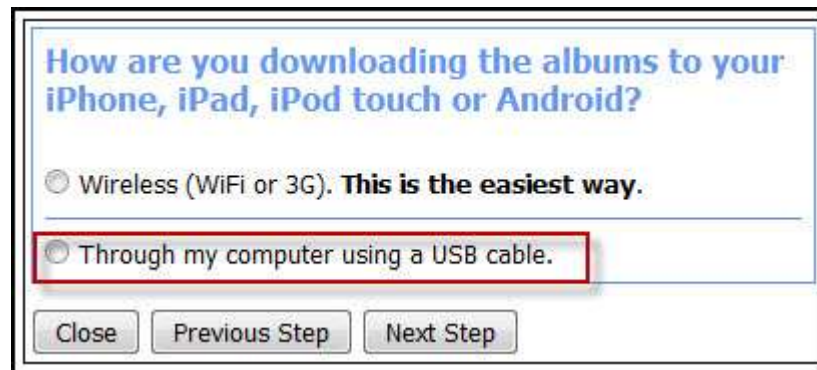 How are you downloading the albums to your
iPhone, iPad, iPod touch or Android?
Wireless (WiFi or 3G). This is the easiest way.
Through my computer using a USB cable.
Close Previous Step Next Step